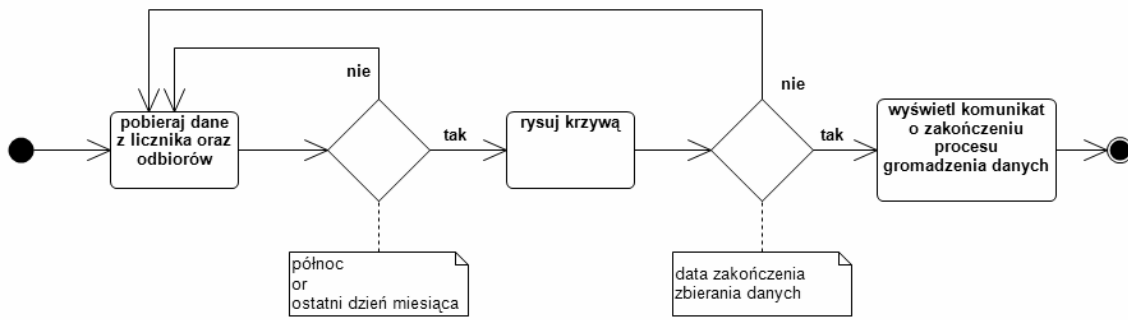 nie
nie
pobieraj dane
z licznika oraz
odbiorów
tak
rysuj krzywą
tak
wyświetl komunikat
o zakończeniu
procesu
gromadzenia danych
północ
or
ostatni dzień miesiąca
data zakończenia
zbierania danych